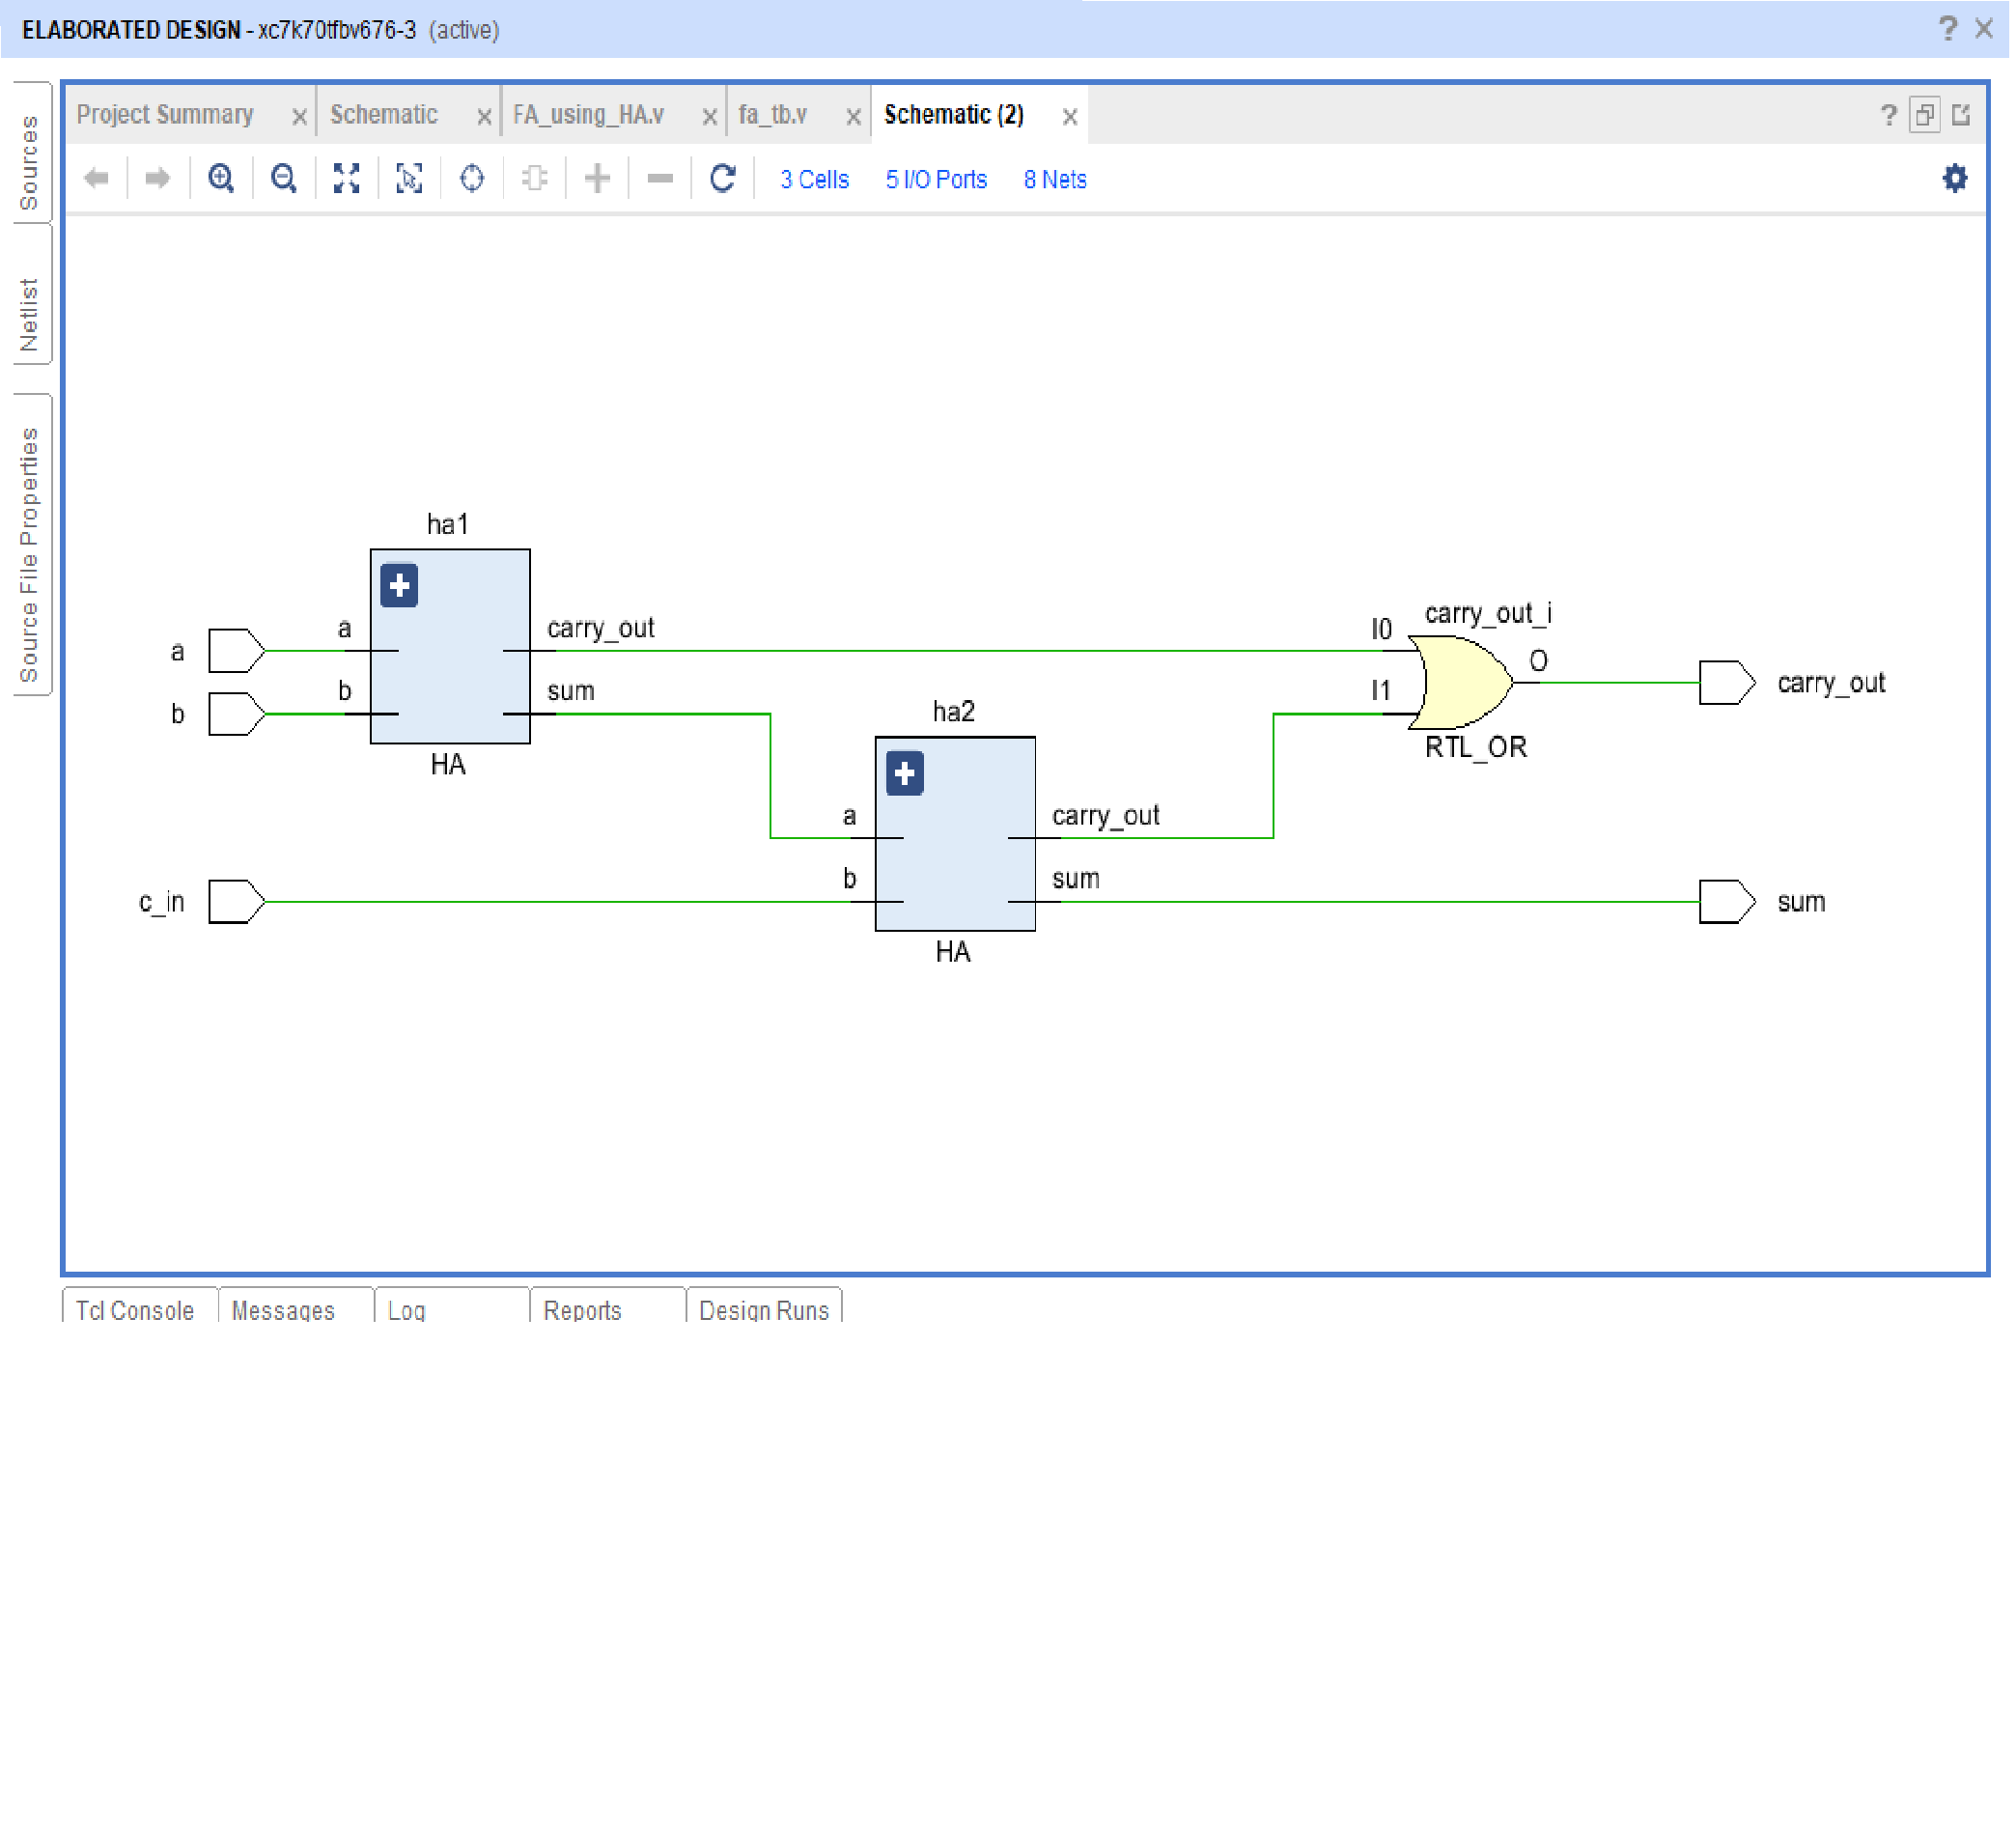 ELABORATED DESIGN - xc7k70tfbv676-3 (active)
? ×
Sources
Netlist
Source File Properties
Project Summary × Schematic × FA_using_HA.v × fa_tb.v × Schematic (2) ×
?
3 Cells 5 I/O Ports 8 Nets
ha1
a a carry_out
b b sum
HA
I0 carry_out_i
I1 O carry_out
RTL_OR
ha2
a carry_out
c_in b sum sum
HA
Tcl Console Messages Log Reports Design Runs